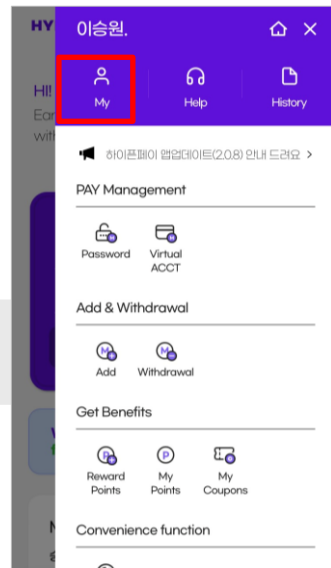 HY
이승원.
My
Help
History
HI!
Ear
with
하이픈페이 앱업데이트(2.0.8) 안내 드려요 >
PAY Management
Password
Virtual
ACCT
Add & Withdrawal
Add
Withdrawal
Get Benefits
Reward
Points
My
Points
My
Coupons
Convenience function